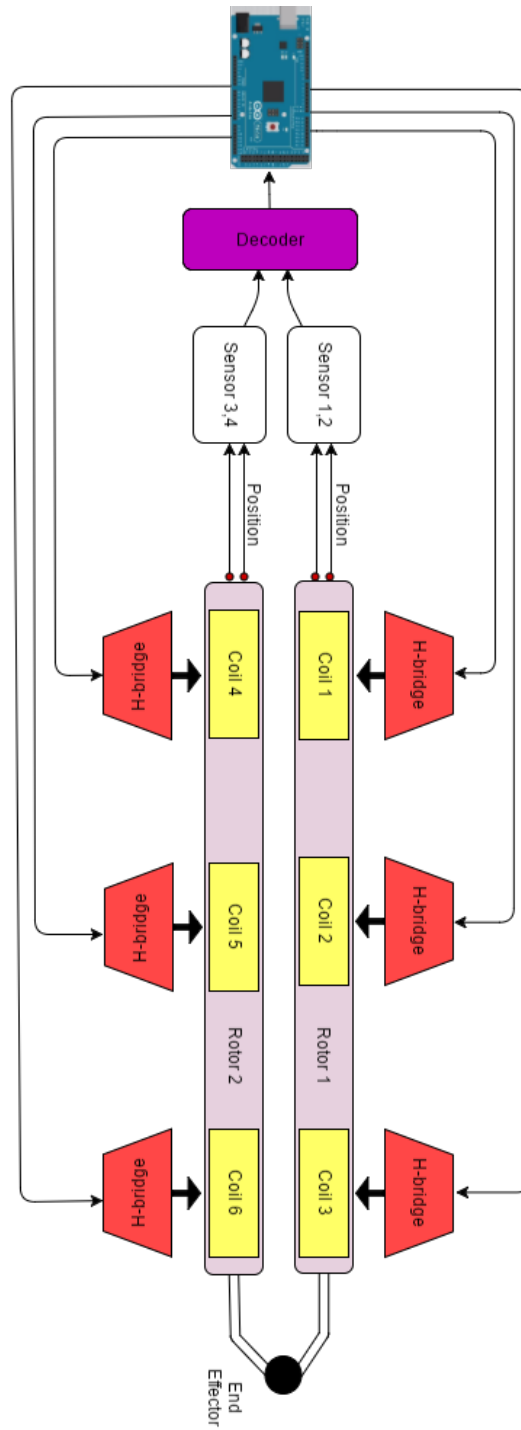 Decoder
Sensor 3,4
Sensor 1,2
Position
Position
H-bridge
Coil 4
Coil 1
H-bridge
H-bridge
Coil 5
Coil 2
H-bridge
Rotor 2
Rotor 1
H-bridge
Coil 6
Coil 3
H-bridge
End
Effector